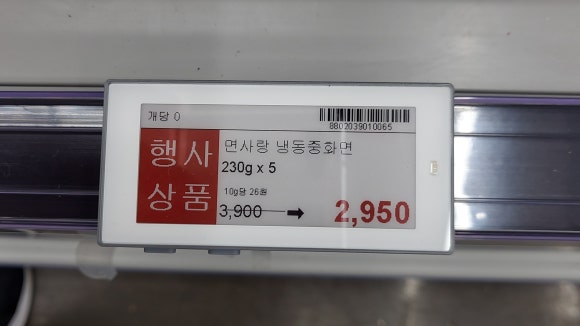 개당 0
8802039010065
행사
상품
면사랑 냉동중화면
230g x 5
10g당 26원
3,900 → 2,950